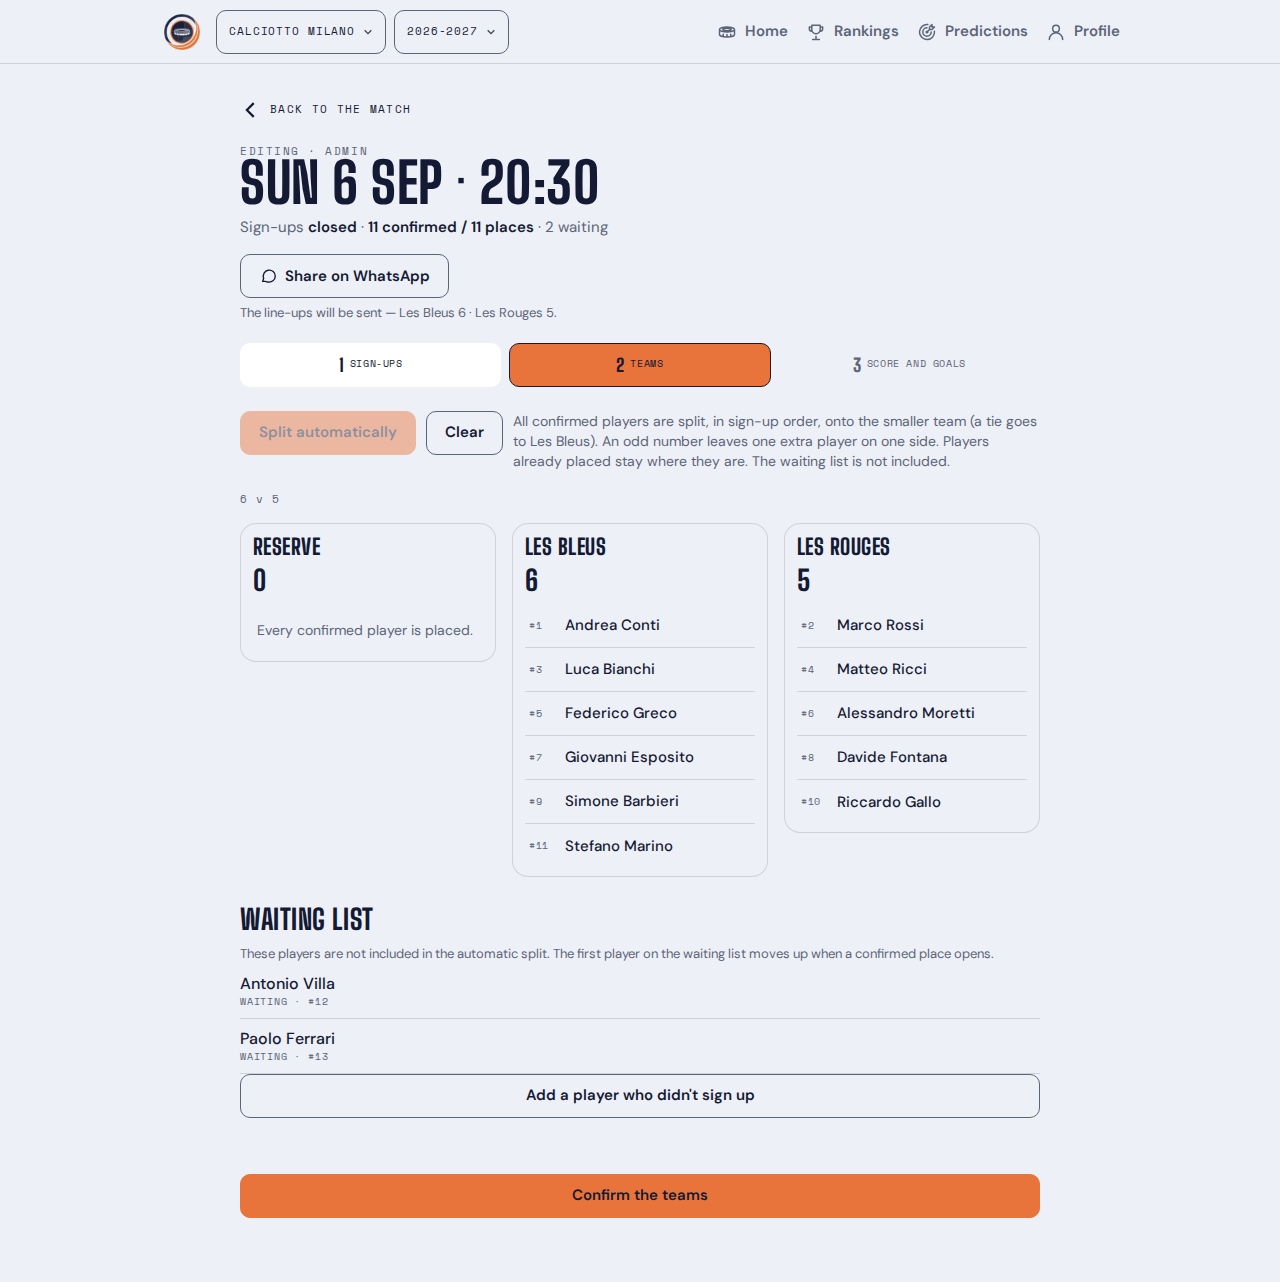 CALCIOTTO MILANO
2026-2027
Home
Rankings
Predictions
Profile
BACK TO THE MATCH
EDITING · ADMIN
SUN 6 SEP · 20:30
Sign-ups closed · 11 confirmed / 11 places · 2 waiting
Share on WhatsApp
The line-ups will be sent — Les Bleus 6 · Les Rouges 5.
1 SIGN-UPS
2 TEAMS
3 SCORE AND GOALS
Split automatically
Clear
All confirmed players are split, in sign-up order, onto the smaller team (a tie goes
to Les Bleus). An odd number leaves one extra player on one side. Players
already placed stay where they are. The waiting list is not included.
6 v 5
RESERVE
0
Every confirmed player is placed.
LES BLEUS
6
#1 Andrea Conti
#3 Luca Bianchi
#5 Federico Greco
#7 Giovanni Esposito
#9 Simone Barbieri
#11 Stefano Marino
LES ROUGES
5
#2 Marco Rossi
#4 Matteo Ricci
#6 Alessandro Moretti
#8 Davide Fontana
#10 Riccardo Gallo
WAITING LIST
These players are not included in the automatic split. The first player on the waiting list moves up when a confirmed place opens.
Antonio Villa
WAITING · #12
Paolo Ferrari
WAITING · #13
Add a player who didn't sign up
Confirm the teams